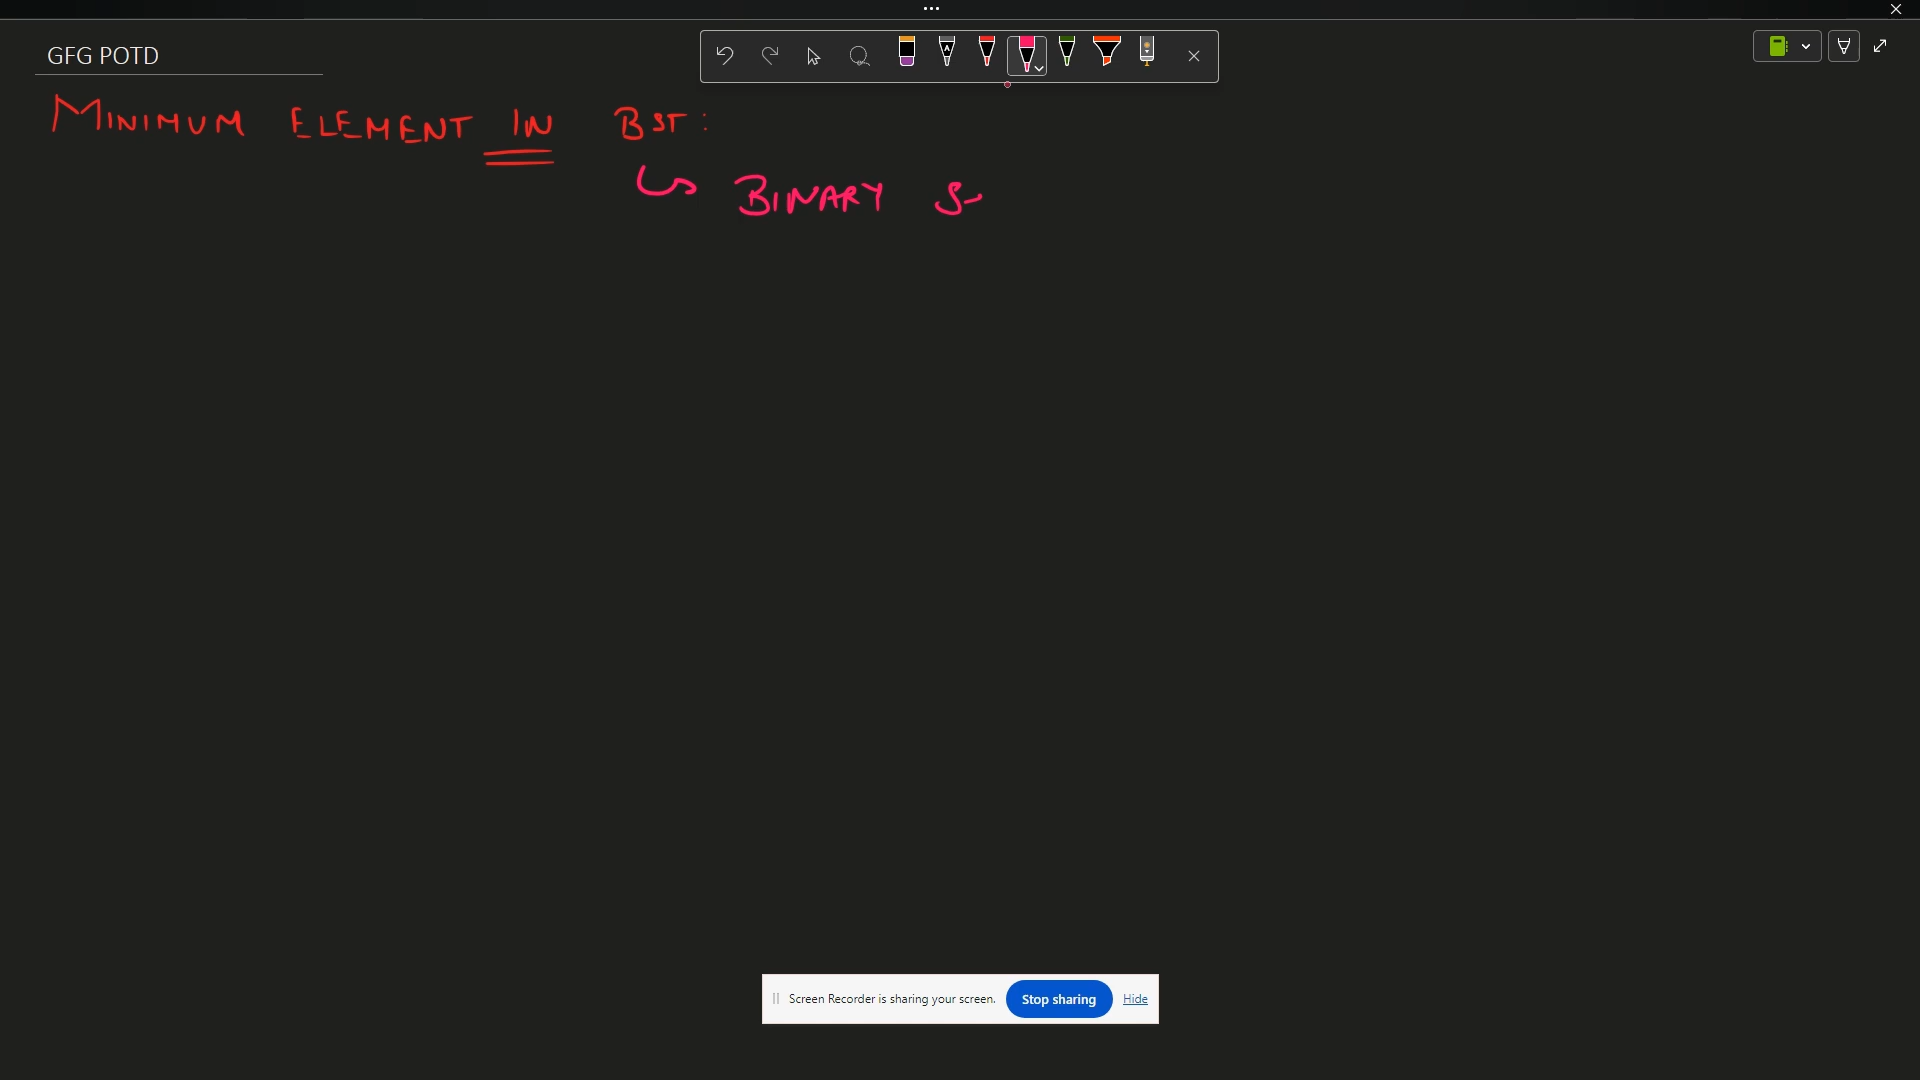 GFG POTD
MINIMUM ELEMENT IN BST:
BINARY S
Screen Recorder is sharing your screen. Stop sharing Hide